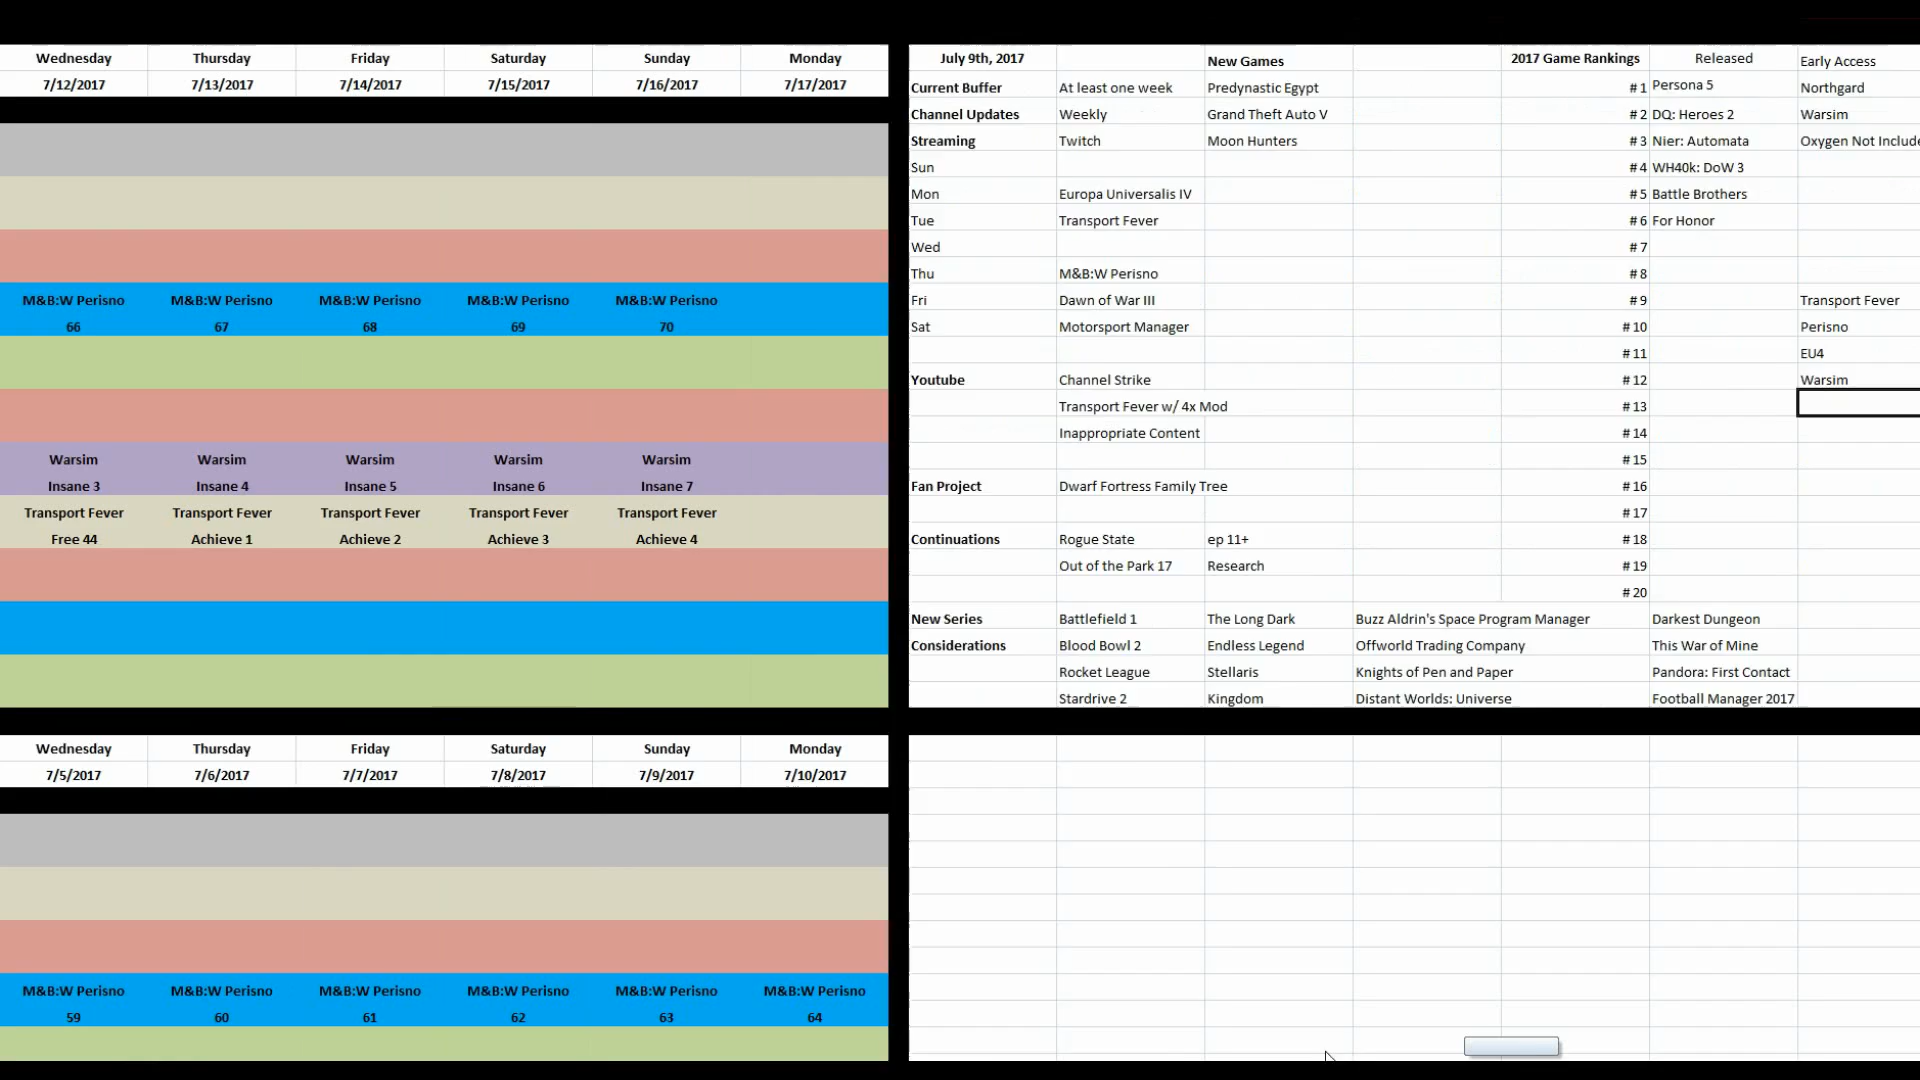 Wednesday Thursday Friday Saturday Sunday Monday
7/12/2017 7/13/2017 7/14/2017 7/15/2017 7/16/2017 7/17/2017
M&B:W Perisno M&B:W Perisno M&B:W Perisno M&B:W Perisno M&B:W Perisno
66 67 68 69 70
Warsim Warsim Warsim Warsim Warsim
Insane 3 Insane 4 Insane 5 Insane 6 Insane 7
Transport Fever Transport Fever Transport Fever Transport Fever Transport Fever
Free 44 Achieve 1 Achieve 2 Achieve 3 Achieve 4
July 9th, 2017 New Games 2017 Game Rankings Released Early Access
Current Buffer At least one week Predynastic Egypt # 1 Persona 5 Northgard
Channel Updates Weekly Grand Theft Auto V # 2 DQ: Heroes 2 Warsim
Streaming Twitch Moon Hunters # 3 Nier: Automata Oxygen Not Include
Sun # 4 WH40k: DoW 3
Mon Europa Universalis IV # 5 Battle Brothers
Tue Transport Fever # 6 For Honor
Wed # 7
Thu M&B:W Perisno # 8
Fri Dawn of War III # 9 Transport Fever
Sat Motorsport Manager # 10 Perisno
# 11 EU4
Youtube Channel Strike # 12 Warsim
Transport Fever w/ 4x Mod # 13
Inappropriate Content # 14
# 15
Fan Project Dwarf Fortress Family Tree # 16
# 17
Continuations Rogue State ep 11+ # 18
Out of the Park 17 Research # 19
# 20
New Series Battlefield 1 The Long Dark Buzz Aldrin's Space Program Manager Darkest Dungeon
Considerations Blood Bowl 2 Endless Legend Offworld Trading Company This War of Mine
Rocket League Stellaris Knights of Pen and Paper Pandora: First Contact
Stardrive 2 Kingdom Distant Worlds: Universe Football Manager 2017
Wednesday Thursday Friday Saturday Sunday Monday
7/5/2017 7/6/2017 7/7/2017 7/8/2017 7/9/2017 7/10/2017
M&B:W Perisno M&B:W Perisno M&B:W Perisno M&B:W Perisno M&B:W Perisno M&B:W Perisno
59 60 61 62 63 64